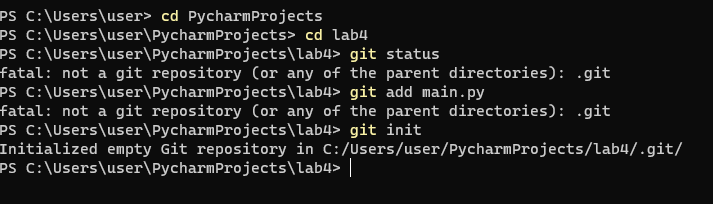 PS C:\Users\user> cd PycharmProjects
PS C:\Users\user\PycharmProjects> cd lab4
PS C:\Users\user\PycharmProjects\lab4> git status
fatal: not a git repository (or any of the parent directories): .git
PS C:\Users\user\PycharmProjects\lab4> git add main.py
fatal: not a git repository (or any of the parent directories): .git
PS C:\Users\user\PycharmProjects\lab4> git init
Initialized empty Git repository in C:/Users/user/PycharmProjects/lab4/.git/
PS C:\Users\user\PycharmProjects\lab4>